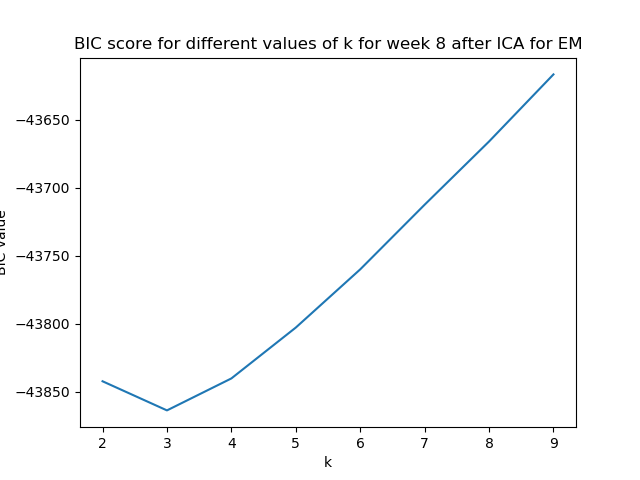 BIC score for different values of k for week 8 after ICA for EM
BIC value
−43650
−43700
−43750
−43800
−43850
2 3 4 5 6 7 8 9
k